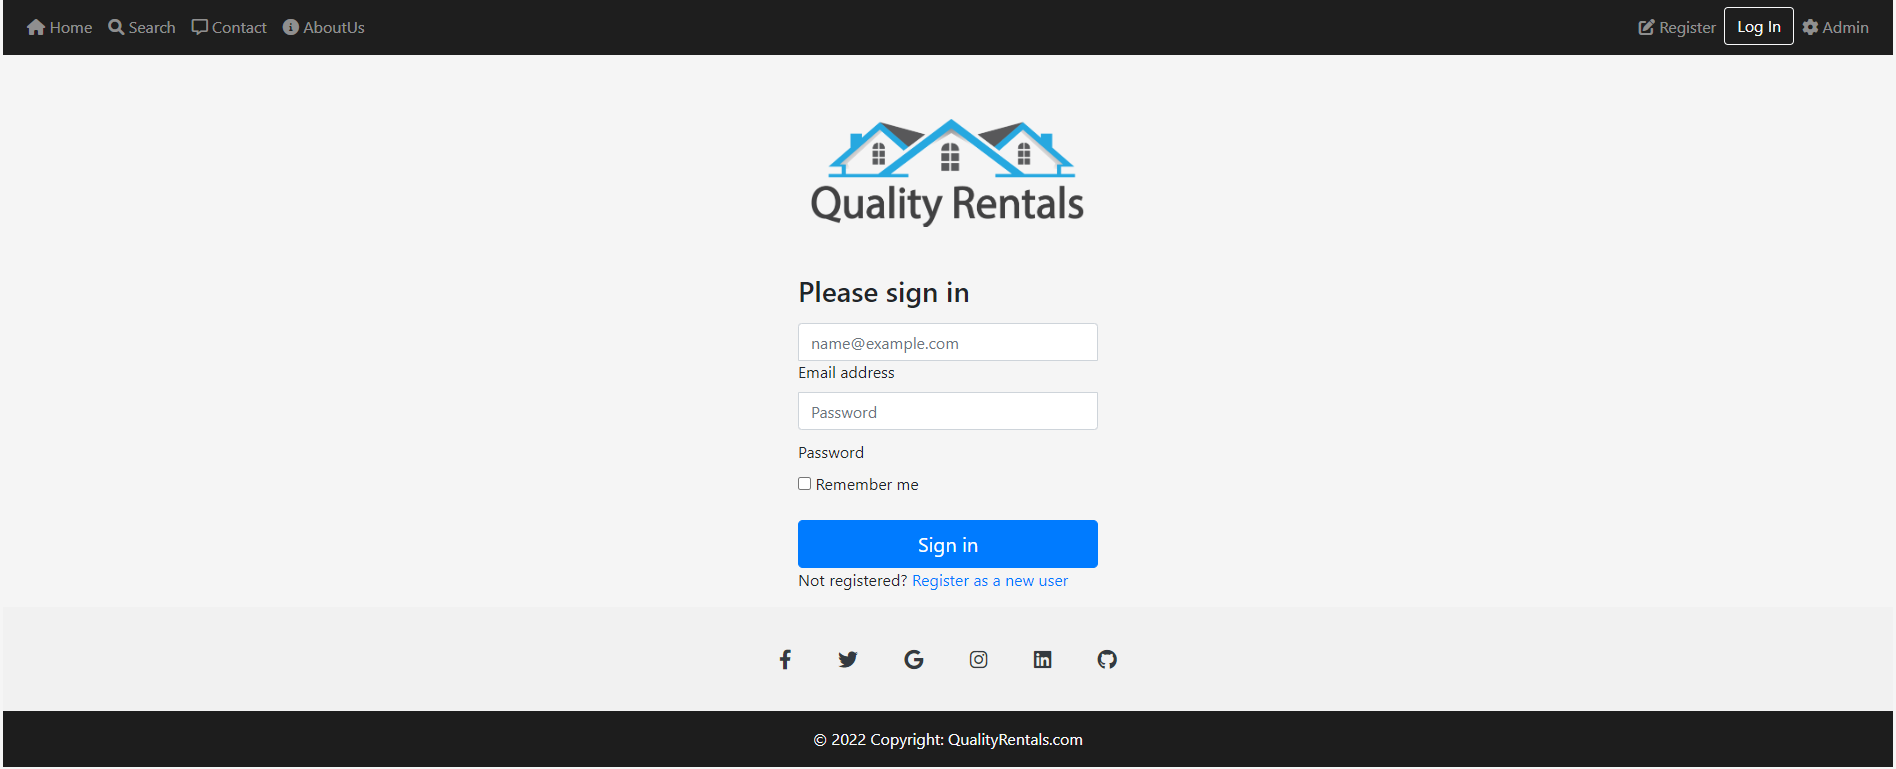 Home Search Contact AboutUs Register Log In Admin
Quality Rentals
Please sign in
name@example.com
Email address
Password
Password
Remember me
Sign in
Not registered? Register as a new user
© 2022 Copyright: QualityRentals.com